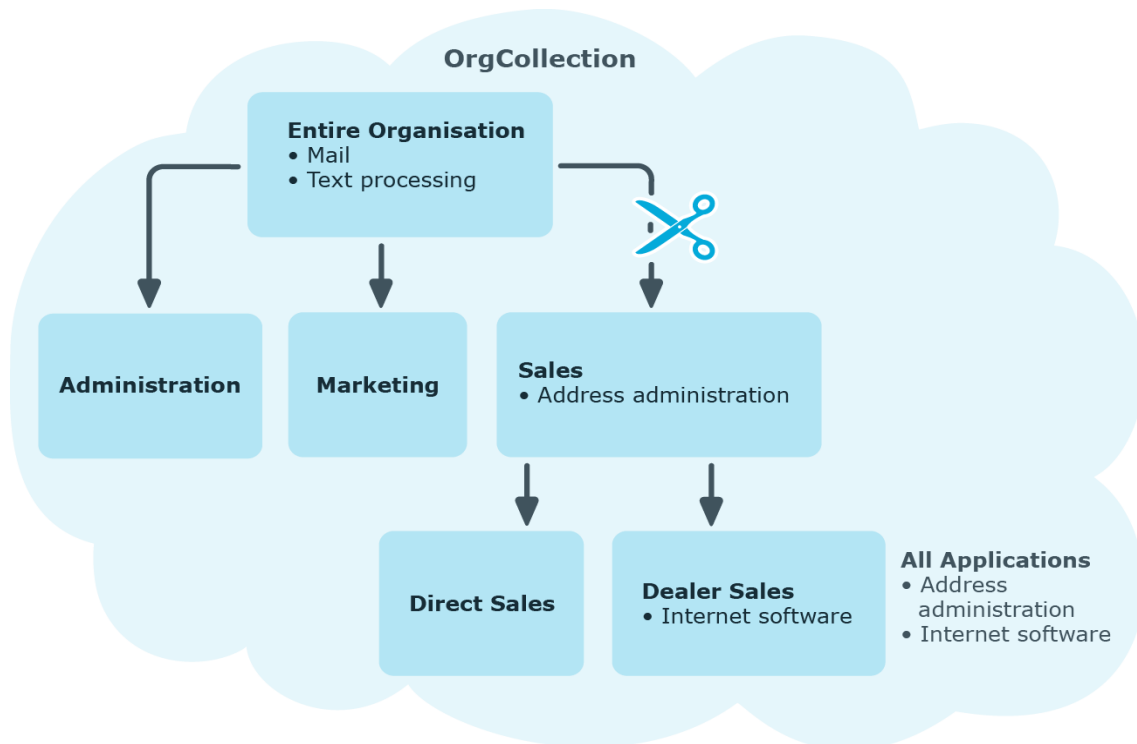 OrgCollection
Entire Organisation
• Mail
• Text processing
Administration
Marketing
Sales
• Address administration
Direct Sales
Dealer Sales
• Internet software
All Applications
• Address
administration
• Internet software